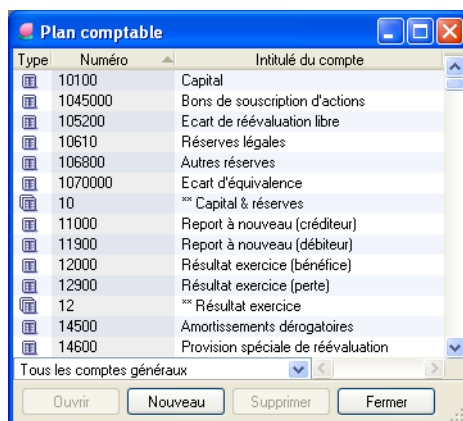 Plan comptable
Type Numéro Intitulé du compte
10100 Capital
1045000 Bons de souscription d'actions
105200 Ecart de réévaluation libre
10610 Réserves légales
106800 Autres réserves
1070000 Ecart d'équivalence
10 ** Capital & réserves
11000 Report à nouveau (créditeur)
11900 Report à nouveau (débiteur)
12000 Résultat exercice (bénéfice)
12900 Résultat exercice (perte)
12 ** Résultat exercice
14500 Amortissements dérogatoires
14600 Provision spéciale de réévaluation
Tous les comptes généraux
Ouvrir Nouveau Supprimer Fermer